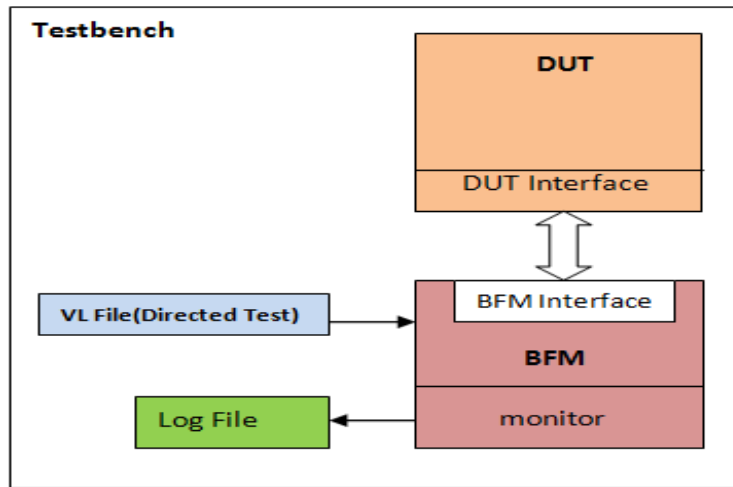 Testbench
DUT
DUT Interface
BFM Interface
VL File(Directed Test)
BFM
Log File
monitor